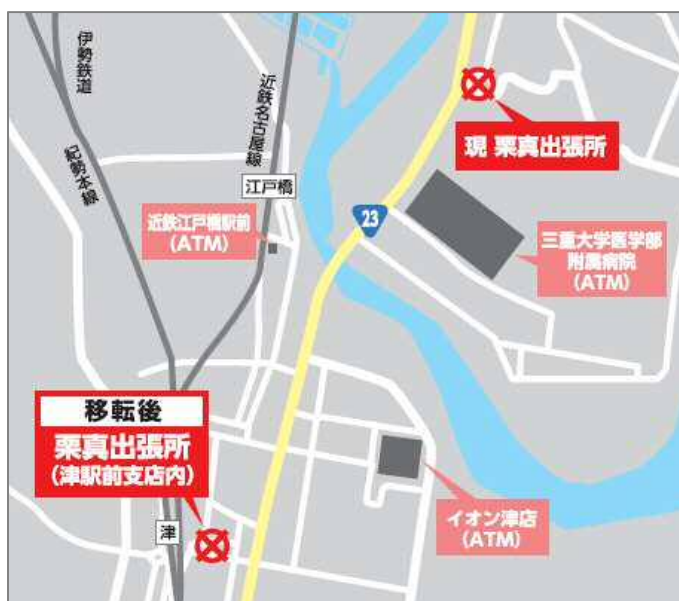 伊勢鉄道
紀勢本線
近鉄名古屋線
江戸橋
近鉄江戸橋駅前
(ATM)
23
現 栗真出張所
三重大学医学部
附属病院
(ATM)
移転後
栗真出張所
(津駅前支店内)
津
イオン津店
(ATM)